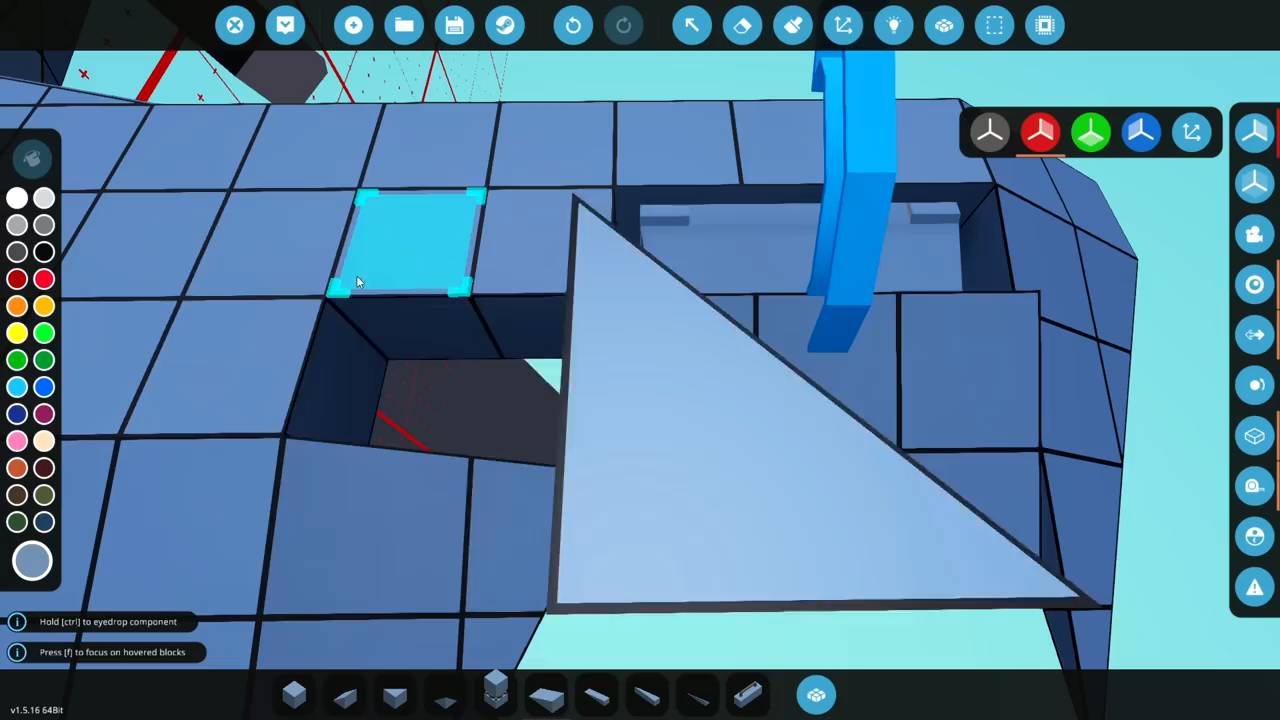 Hold [ctrl] to eyedrop component
Press [f] to focus on hovered blocks
v1.5.16 64Bit